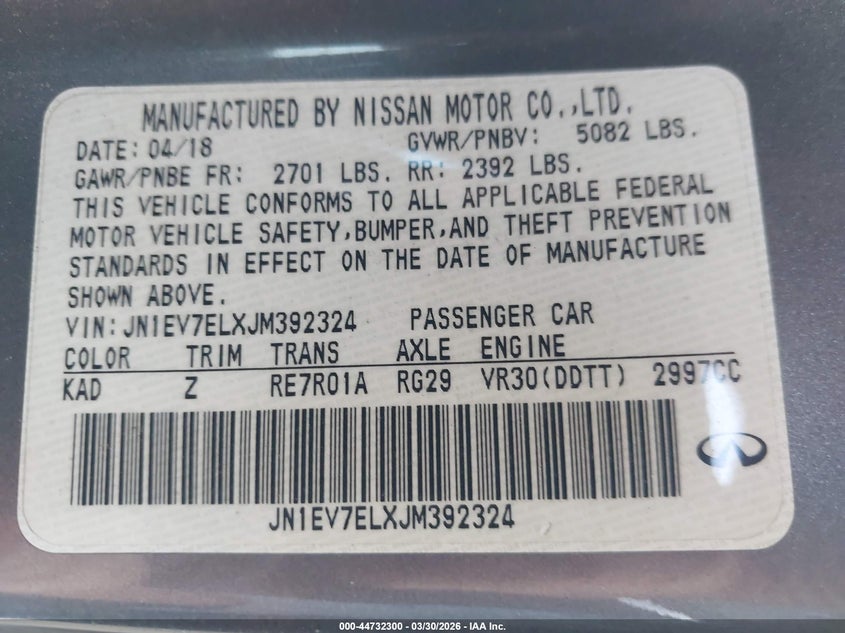 MANUFACTURED BY NISSAN MOTOR CO.,LTD.
DATE: 04/18 GVWR/PNBV: 5082 LBS.
GAWR/PNBE FR: 2701 LBS. RR: 2392 LBS.
THIS VEHICLE CONFORMS TO ALL APPLICABLE FEDERAL
MOTOR VEHICLE SAFETY,BUMPER,AND THEFT PREVENTION
STANDARDS IN EFFECT ON THE DATE OF MANUFACTURE
SHOWN ABOVE.
VIN: JN1EV7ELXJM392324 PASSENGER CAR
COLOR TRIM TRANS AXLE ENGINE
KAD Z RE7R01A RG29 VR30(DDTT) 2997CC
JN1EV7ELXJM392324
000-44732300 - 03/30/2026 - IAA Inc.